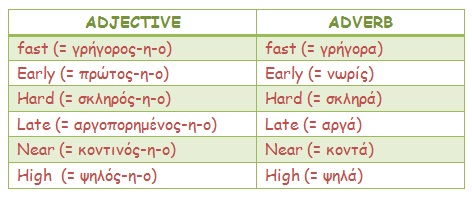 ADJECTIVE ADVERB
fast (= γρήγορος-η-ο) fast (= γρήγορα)
Early (= πρώτος-η-ο) Early (= νωρίς)
Hard (= σκληρός-η-ο) Hard (= σκληρά)
Late (= αργοπορημένος-η-ο) Late (= αργά)
Near (= κοντινός-η-ο) Near (= κοντά)
High (= ψηλός-η-ο) High (= ψηλά)